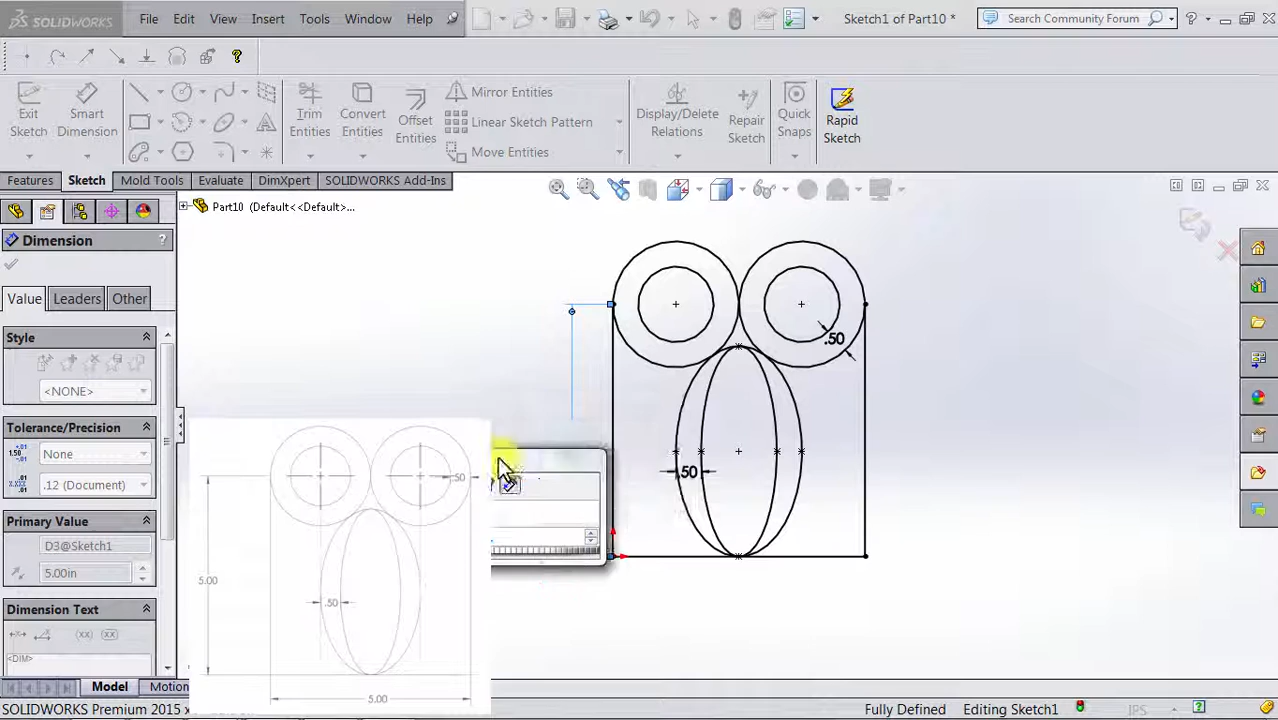 SOLIDWORKS File Edit View Insert Tools Window Help Sketch1 of Part10 * Search Community Forum
Exit Sketch
Smart Dimension
Trim Entities
Convert Entities
Offset Entities
Mirror Entities
Linear Sketch Pattern
Move Entities
Display/Delete Relations
Repair Sketch
Quick Snaps
Rapid Sketch
Features Sketch Mold Tools Evaluate DimXpert SOLIDWORKS Add-Ins
Part10 (Default<<Default>...
Dimension ?
Value Leaders Other
Style
<NONE>
Tolerance/Precision
None
.12 (Document)
Primary Value
D3@Sketch1
5.00in
Dimension Text
(xx) (xx)
<DIM>
.50
.50
.50
5.00
.50
5.00
Model Motion
SOLIDWORKS Premium 2015 x Fully Defined Editing Sketch1 IPS